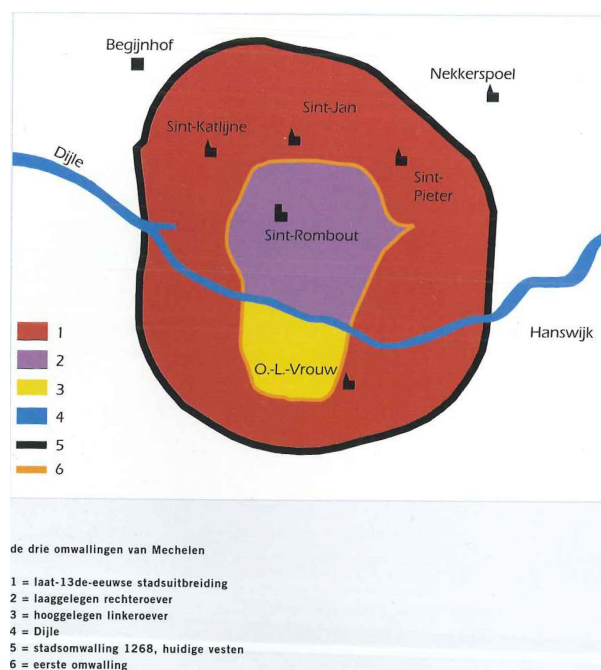 Begijnhof
Nekkerspoel
Sint-Jan
Sint-Katlijne
Dijle
Sint-
Pieter
Sint-Rombout
Hanswijk
O.-L.-Vrouw
1
2
3
4
5
6
de drie omwallingen van Mechelen
1 = laat-13de-eeuwse stadsuitbreiding
2 = laaggelegen rechteroever
3 = hooggelegen linkeroever
4 = Dijle
5 = stadsomwalling 1268, huidige vesten
6 = eerste omwalling